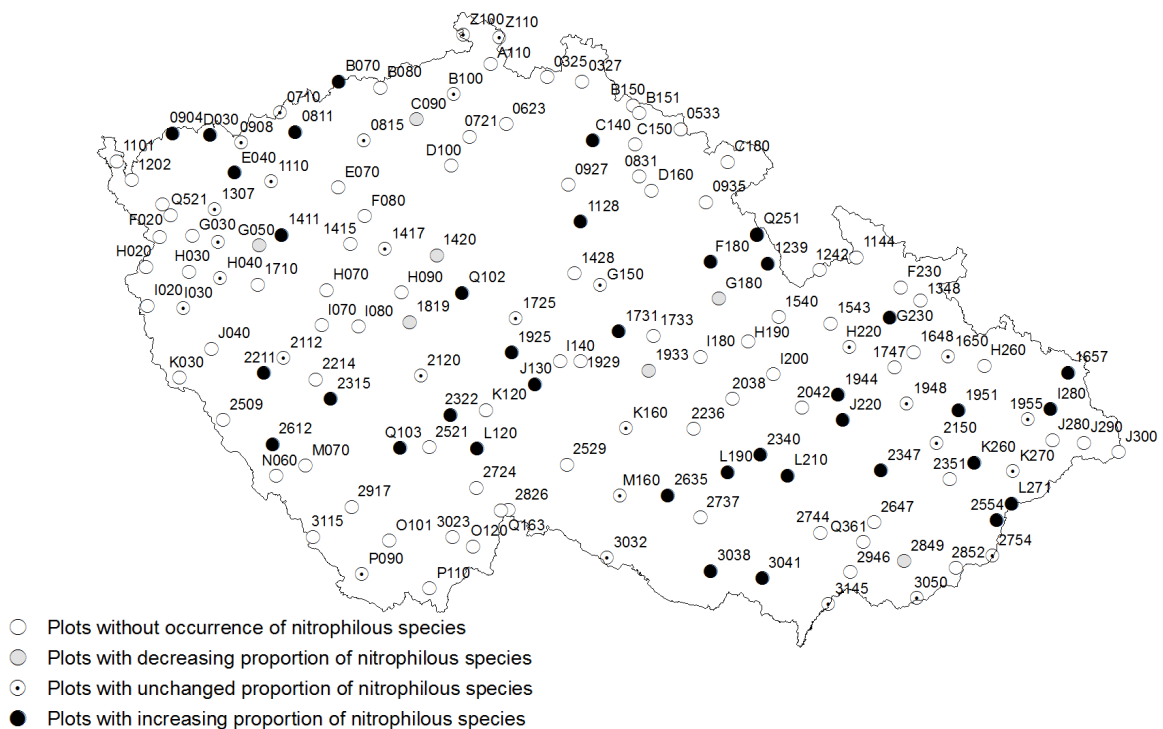 Z100
Z110
A110
B070
B080
B100
0325
0327
0710
C090
0623
B150
B151
0904
D030
0908
0811
0815
0721
C140
C150
0533
1101
1202
E040
1110
D100
C180
E070
0927
0831
D160
0935
Q521
1307
F080
1128
F020
G030
G050
1411
1415
1417
1420
Q251
H020
H030
H040
1710
F180
1239
1242
1144
H070
H090
Q102
1428
G150
G180
F230
1348
I020
I030
I070
I080
1819
1725
1731
1733
1540
1543
G230
J040
2112
1925
I140
1929
1933
I180
H190
H220
1648
1650
H260
1747
1657
K030
2211
2214
2120
J130
I200
2315
2038
2042
1944
1948
1951
1955
I280
2509
2322
K120
K160
2236
J220
2150
J280
J290
J300
2612
M070
Q103
2521
L120
2529
L190
2340
L210
2347
2351
K260
K270
N060
2724
M160
2635
L271
2917
2826
Q163
2737
2744
Q361
2647
2554
3115
O101
3023
O120
3032
2946
2849
2852
2754
P090
P110
3038
3041
3145
3050
Plots without occurrence of nitrophilous species
Plots with decreasing proportion of nitrophilous species
Plots with unchanged proportion of nitrophilous species
Plots with increasing proportion of nitrophilous species